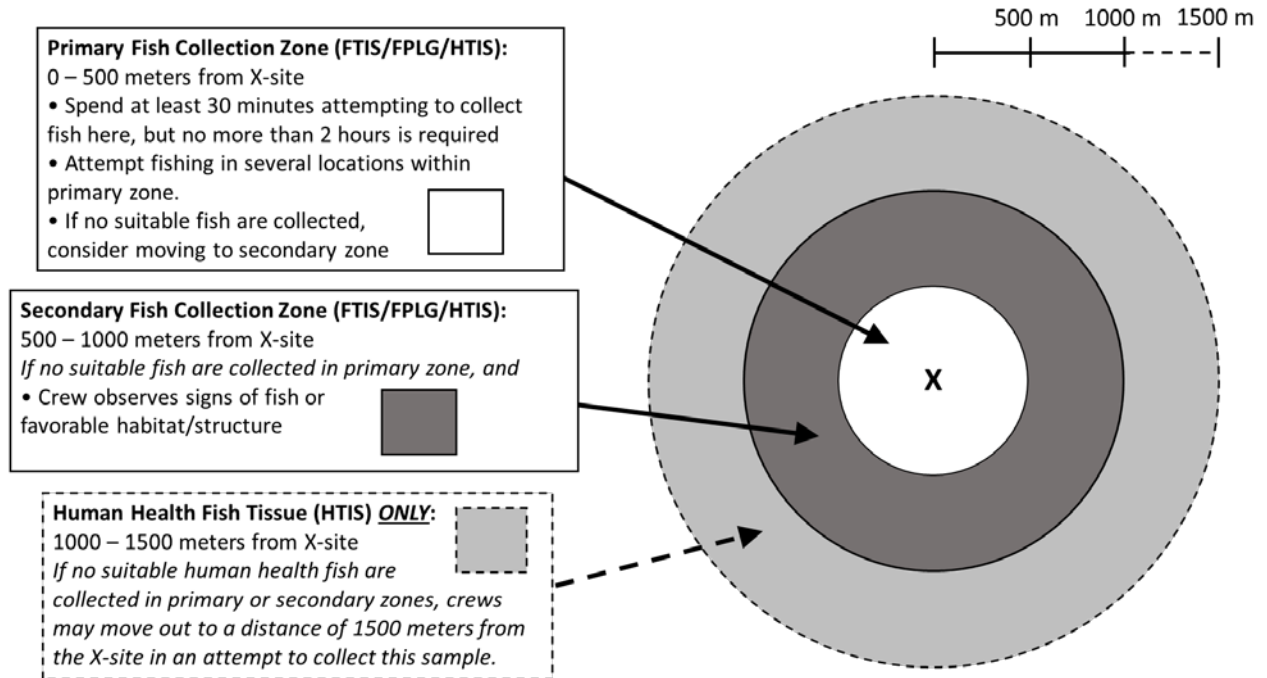 500 m 1000 m 1500 m
Primary Fish Collection Zone (FTIS/FPLG/HTIS):
0 – 500 meters from X-site
• Spend at least 30 minutes attempting to collect
fish here, but no more than 2 hours is required
• Attempt fishing in several locations within
primary zone.
• If no suitable fish are collected,
consider moving to secondary zone
Secondary Fish Collection Zone (FTIS/FPLG/HTIS):
500 – 1000 meters from X-site
If no suitable fish are collected in primary zone, and
• Crew observes signs of fish or
favorable habitat/structure
Human Health Fish Tissue (HTIS) ONLY:
1000 – 1500 meters from X-site
If no suitable human health fish are
collected in primary or secondary zones, crews
may move out to a distance of 1500 meters from
the X-site in an attempt to collect this sample.
X